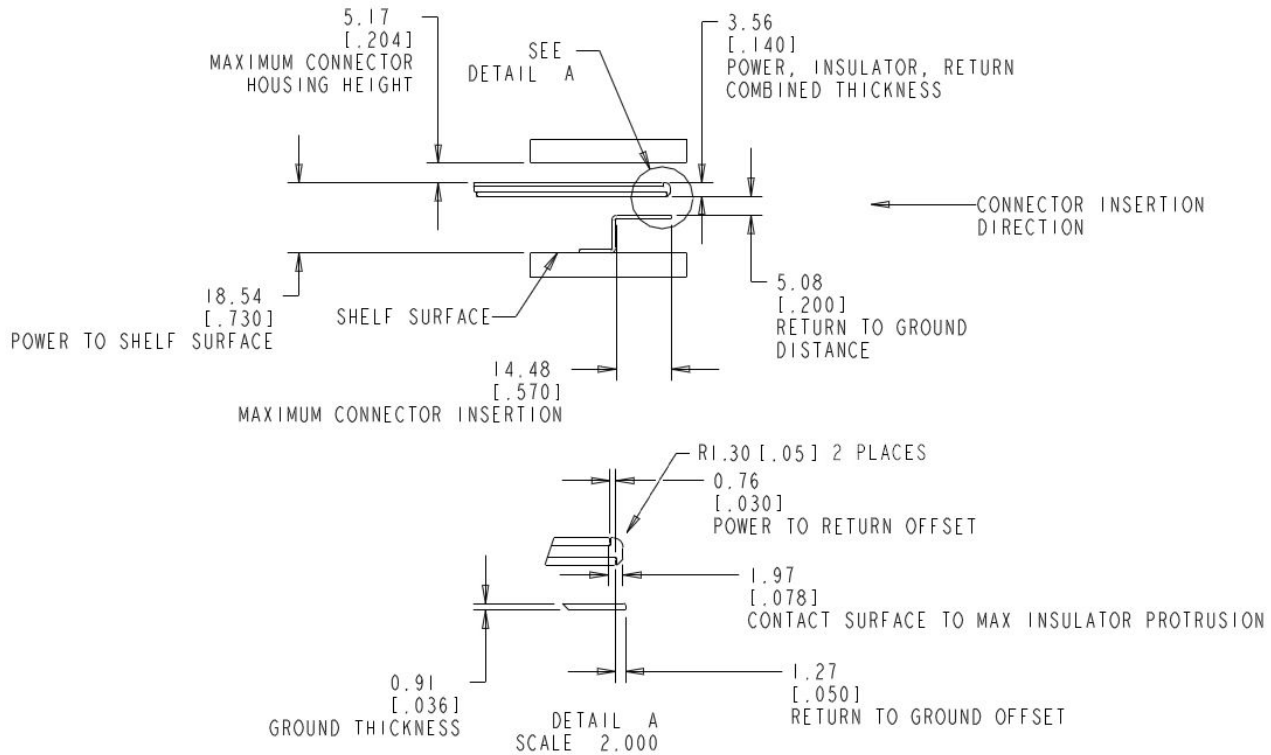 5.17
[.204]
MAXIMUM CONNECTOR
HOUSING HEIGHT
SEE
DETAIL A
3.56
[.140]
POWER, INSULATOR, RETURN
COMBINED THICKNESS
CONNECTOR INSERTION
DIRECTION
18.54
[.730]
POWER TO SHELF SURFACE
SHELF SURFACE
5.08
[.200]
RETURN TO GROUND
DISTANCE
14.48
[.570]
MAXIMUM CONNECTOR INSERTION
R1.30 [.05] 2 PLACES
0.76
[.030]
POWER TO RETURN OFFSET
1.97
[.078]
CONTACT SURFACE TO MAX INSULATOR PROTRUSION
0.91
[.036]
GROUND THICKNESS
1.27
[.050]
RETURN TO GROUND OFFSET
DETAIL A
SCALE 2.000